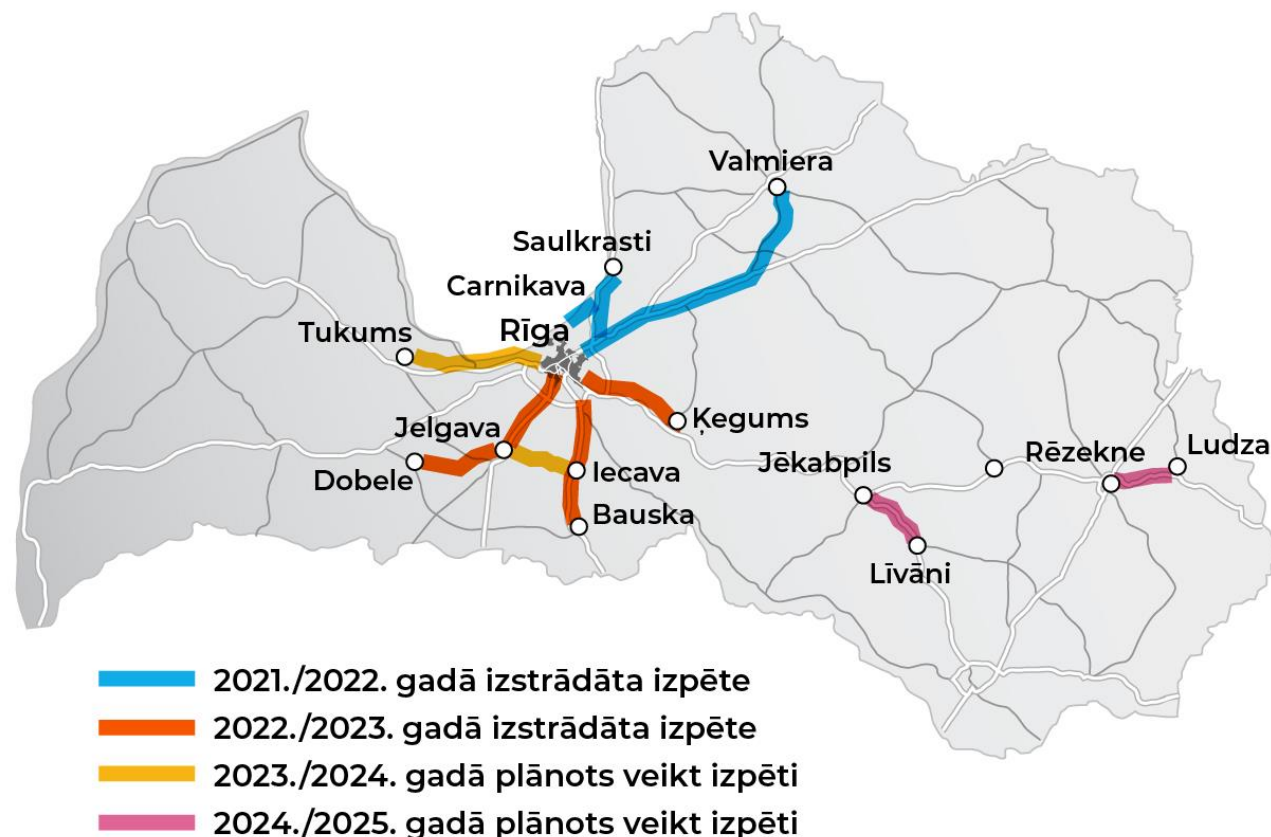 Valmiera
Saulkrasti
Carnikava
Tukums
Rīga
Jelgava
Ķegums
Dobele
Iecava
Jēkabpils
Rēzekne
Ludza
Bauska
Līvāni
2021./2022. gadā izstrādāta izpēte
2022./2023. gadā izstrādāta izpēte
2023./2024. gadā plānots veikt izpēti
2024./2025. gadā plānots veikt izpēti